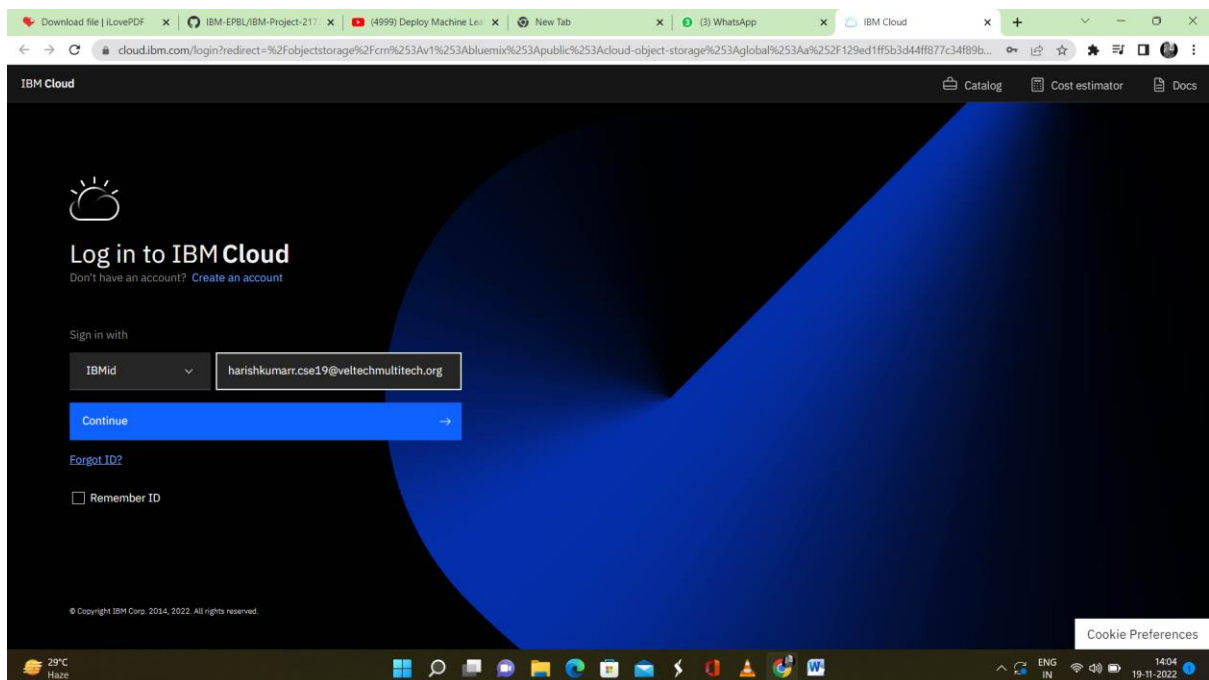 Download file | iLovePDF
IBM-EPBL/IBM-Project-217
(4999) Deploy Machine Lea
New Tab
(3) WhatsApp
IBM Cloud
cloud.ibm.com/login?redirect=%2Fobjectstorage%2Fcrn%253Av1%253Abluemix%253Apublic%253Acloud-object-storage%253Aglobal%253Aa%252F129ed1ff5b3d44ff877c34f89b...
IBM Cloud
Catalog
Cost estimator
Docs
Log in to IBM Cloud
Don't have an account? Create an account
Sign in with
IBMid
harishkumarr.cse19@veltechmultitech.org
Continue
Forgot ID?
Remember ID
© Copyright IBM Corp. 2014, 2022. All rights reserved.
Cookie Preferences
29°C
Haze
ENG
IN
14:04
19-11-2022
1